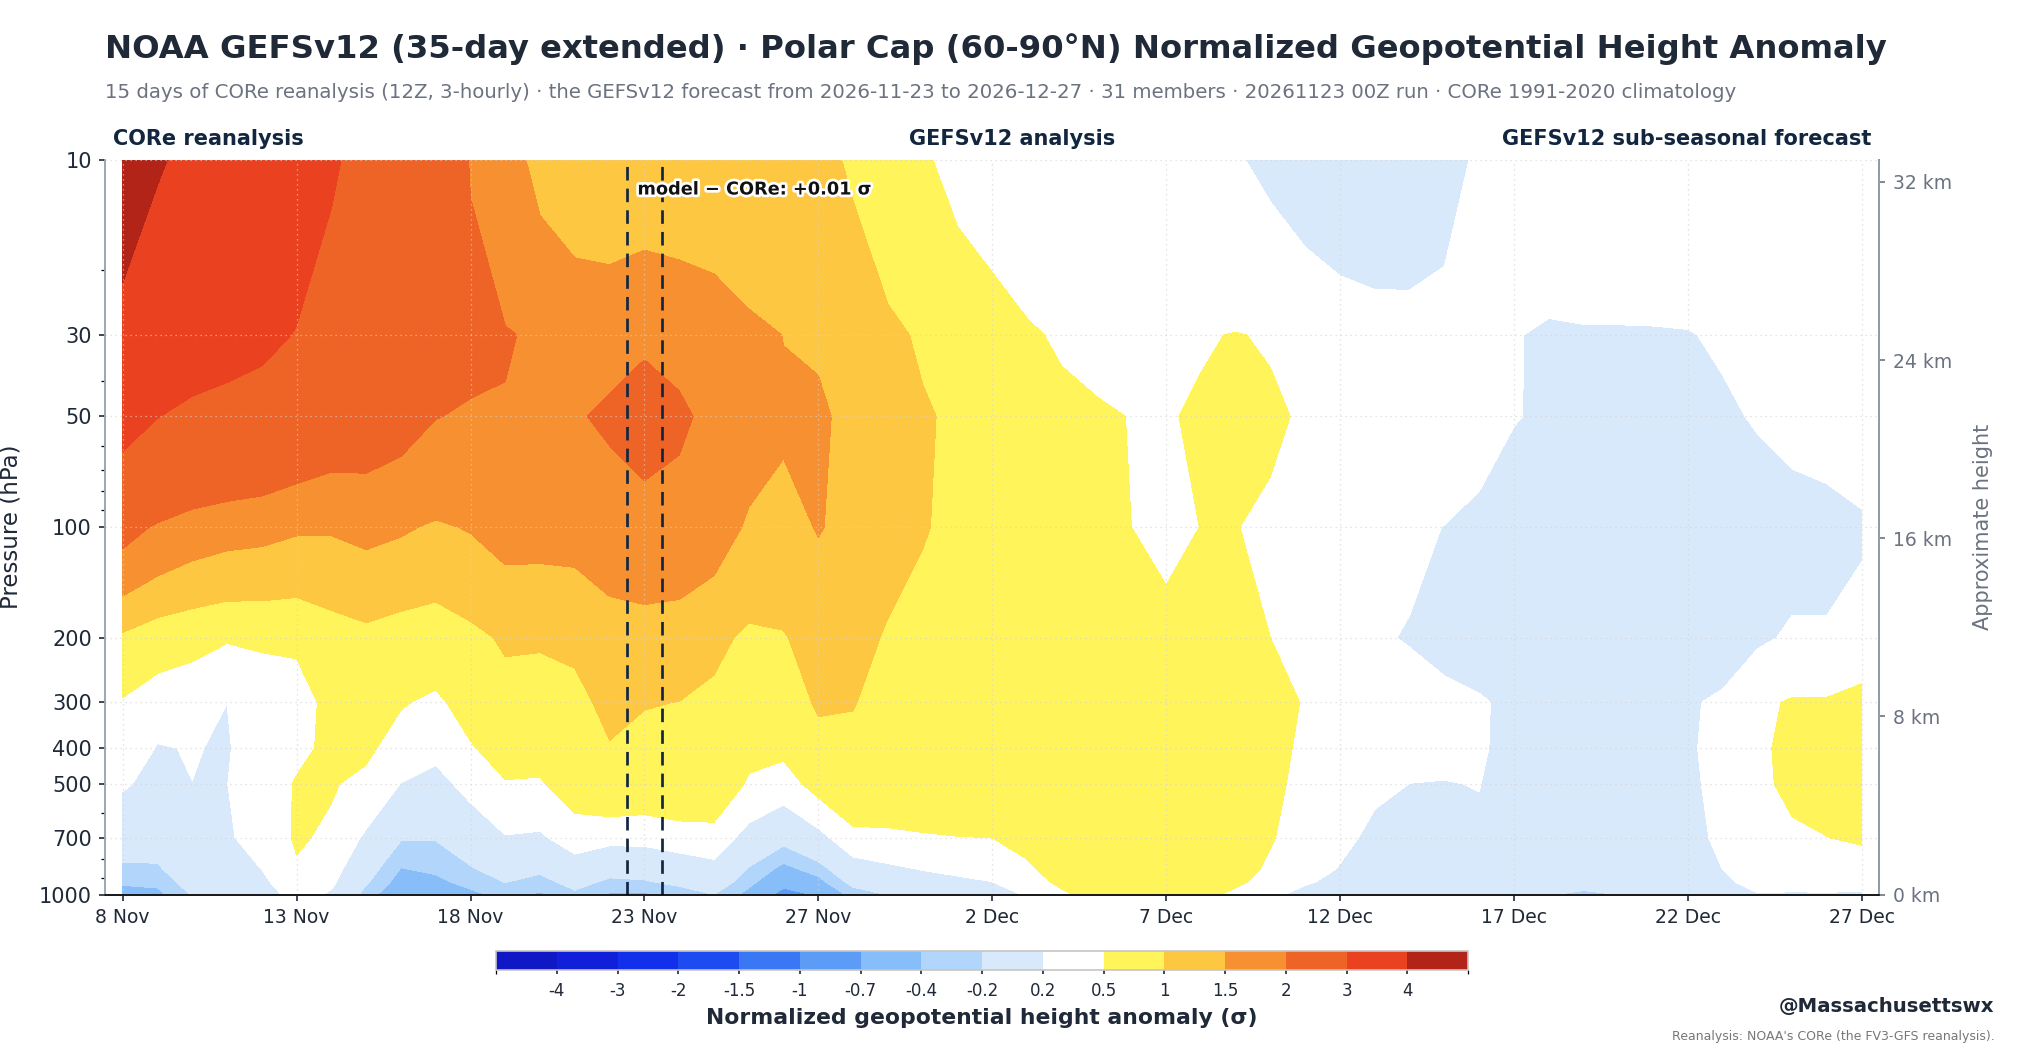 NOAA GEFSv12 (35-day extended) · Polar Cap (60-90°N) Normalized Geopotential Height Anomaly
15 days of CORe reanalysis (12Z, 3-hourly) · the GEFSv12 forecast from 2026-11-23 to 2026-12-27 · 31 members · 20261123 00Z run · CORe 1991-2020 climatology
CORe reanalysis
GEFSv12 analysis
GEFSv12 sub-seasonal forecast
model − CORe: +0.01 σ
Pressure (hPa)
10
30
50
100
200
300
400
500
700
1000
32 km
24 km
16 km
8 km
0 km
Approximate height
8 Nov
13 Nov
18 Nov
23 Nov
27 Nov
2 Dec
7 Dec
12 Dec
17 Dec
22 Dec
27 Dec
-4
-3
-2
-1.5
-1
-0.7
-0.4
-0.2
0.2
0.5
1
1.5
2
3
4
Normalized geopotential height anomaly (σ)
@Massachusettswx
Reanalysis: NOAA's CORe (the FV3-GFS reanalysis).